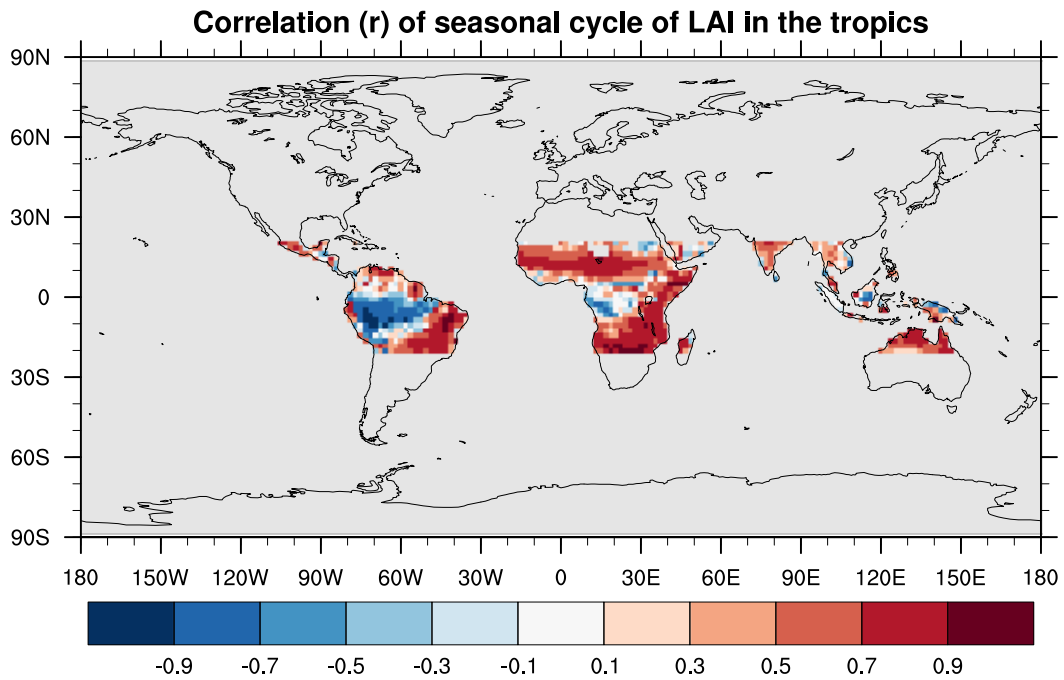 Correlation (r) of seasonal cycle of LAI in the tropics
90N
60N
30N
0
30S
60S
90S
180 150W 120W 90W 60W 30W 0 30E 60E 90E 120E 150E 180
-0.9 -0.7 -0.5 -0.3 -0.1 0.1 0.3 0.5 0.7 0.9